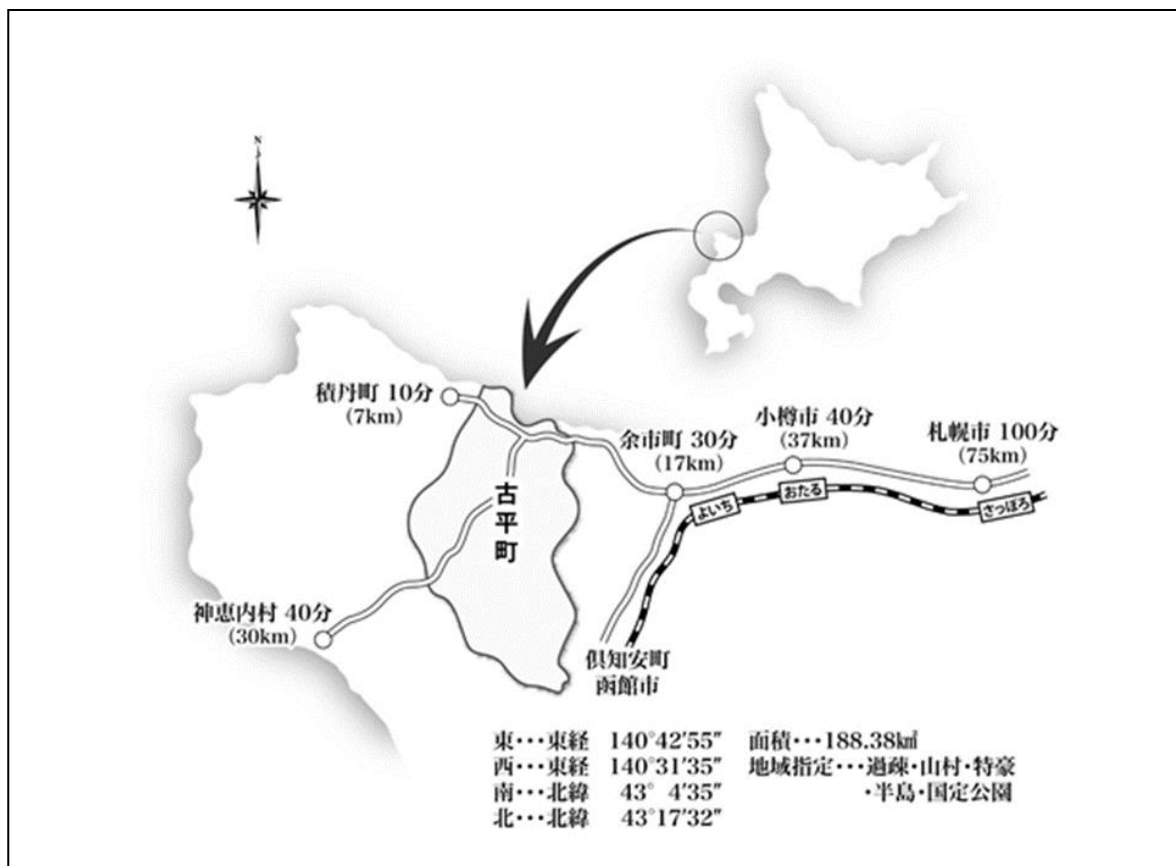 N
積丹町 10分
(7km)
余市町 30分
(17km)
小樽市 40分
(37km)
札幌市 100分
(75km)
よいち
おたる
さっぽろ
古平町
神恵内村 40分
(30km)
倶知安町
函館市
東･･･東経 140°42′55″ 面積･･･188.38㎢
西･･･東経 140°31′35″ 地域指定･･･過疎･山村･特豪
南･･･北緯 43° 4′35″ ･半島･国定公園
北･･･北緯 43°17′32″